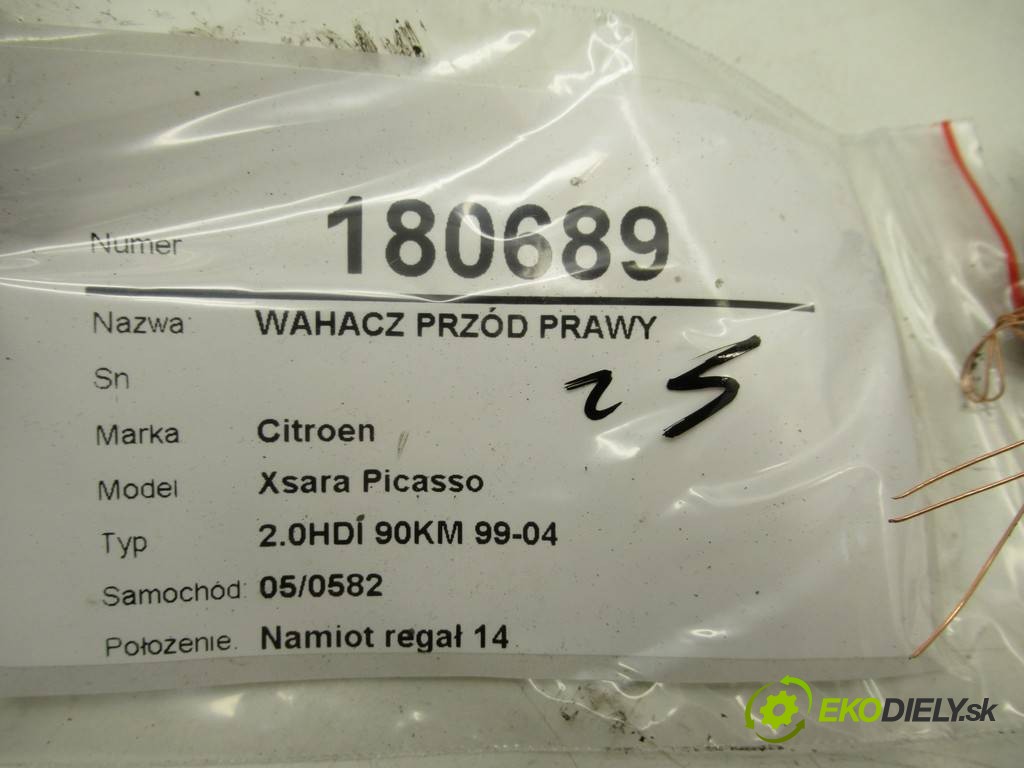 Numer 180689
Nazwa: WAHACZ PRZÓD PRAWY
Sn
25
Marka Citroen
Model Xsara Picasso
Typ 2.0HDI 90KM 99-04
Samochód: 05/0582
Położenie: Namiot regał 14
EKODIELY.sk